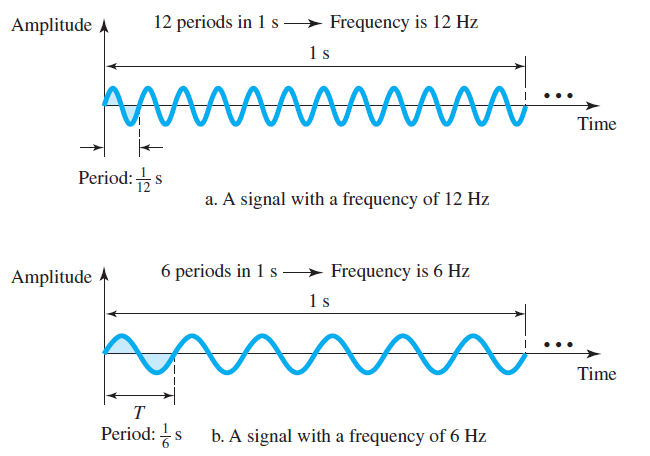 Amplitude 12 periods in 1 s → Frequency is 12 Hz
1 s
•••
Time
Period: 1/12 s
a. A signal with a frequency of 12 Hz
Amplitude 6 periods in 1 s → Frequency is 6 Hz
1 s
•••
Time
T
Period: 1/6 s b. A signal with a frequency of 6 Hz